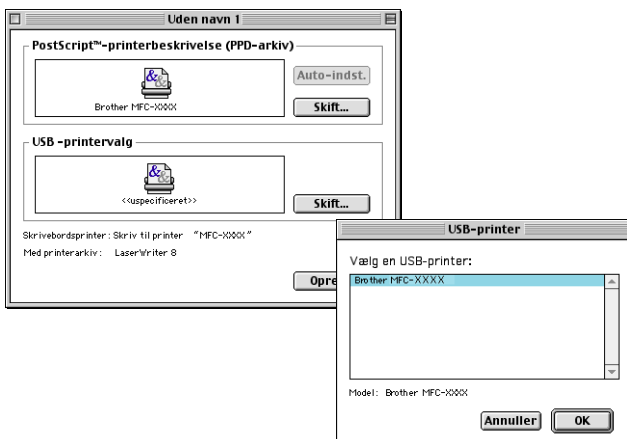 Uden navn 1
PostScript™-printerbeskrivelse (PPD-arkiv)
Brother MFC-XXXX
Auto-indst.
Skift...
USB -printervalg
<<uspecificeret>>
Skift...
Skrivebordsprinter: Skriv til printer "MFC-XXXX"
Med printerarkiv: LaserWriter 8
Opre
USB-printer
Vælg en USB-printer:
Brother MFC-XXXX
Model: Brother MFC-XXXX
Annuller
OK